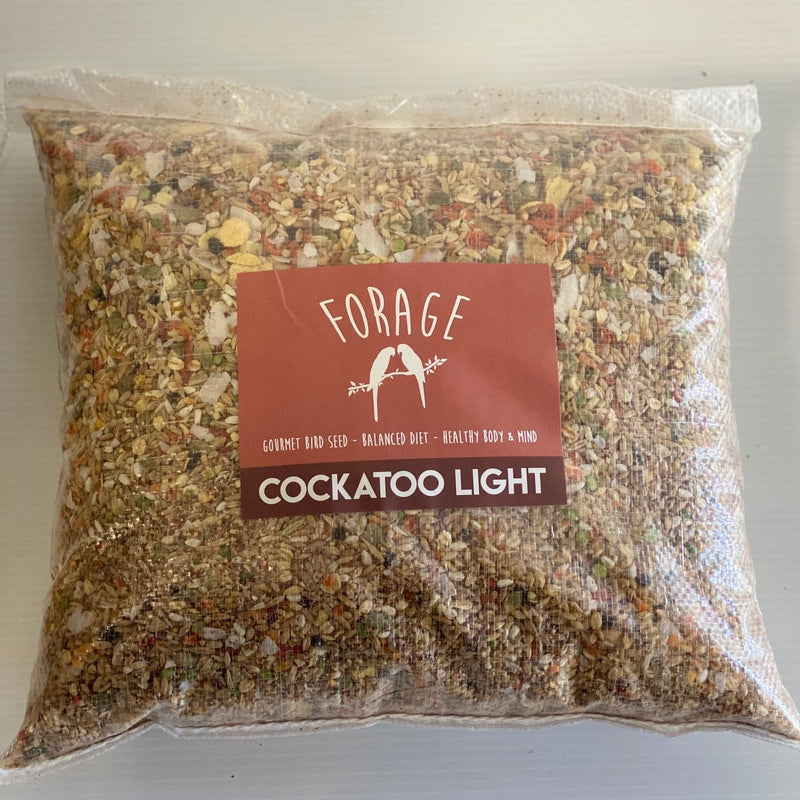 FORAGE
GOURMET BIRD SEED - BALANCED DIET - HEALTHY BODY & MIND
COCKATOO LIGHT